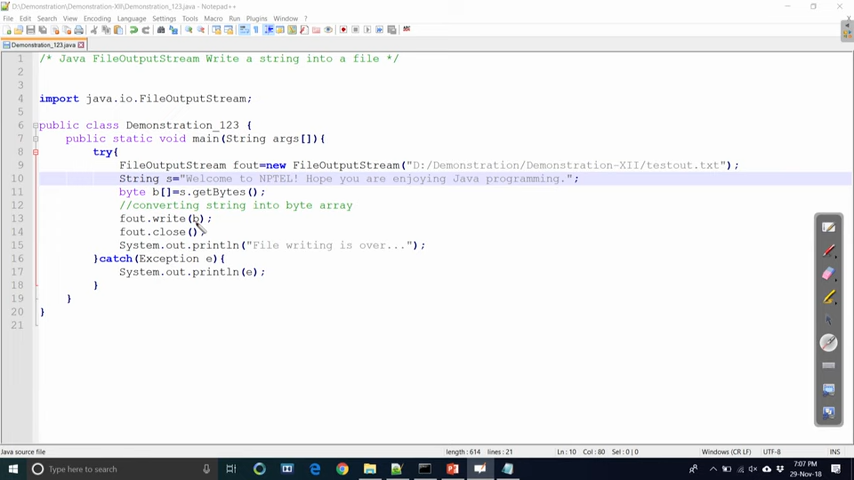 D:\Demonstration\Demonstration-XII\Demonstration_123.java - Notepad++
File Edit Search View Encoding Language Settings Tools Macro Run Plugins Window ?
X
Demonstration_123.java
1 /* Java FileOutputStream Write a string into a file */
2
3
4 import java.io.FileOutputStream;
5
6 public class Demonstration_123 {
7 public static void main(String args[]){
8 try{
9 FileOutputStream fout=new FileOutputStream("D:/Demonstration/Demonstration-XII/testout.txt");
10 String s="Welcome to NPTEL! Hope you are enjoying Java programming.";
11 byte b[]=s.getBytes();
12 //converting string into byte array
13 fout.write(b);
14 fout.close();
15 System.out.println("File writing is over...");
16 }catch(Exception e){
17 System.out.println(e);
18 }
19 }
20 }
21
Java source file length : 614 lines : 21 Ln : 10 Col : 80 Sel : 0 | 0 Windows (CR LF) UTF-8 INS
Type here to search
7:07 PM
29-Nov-18